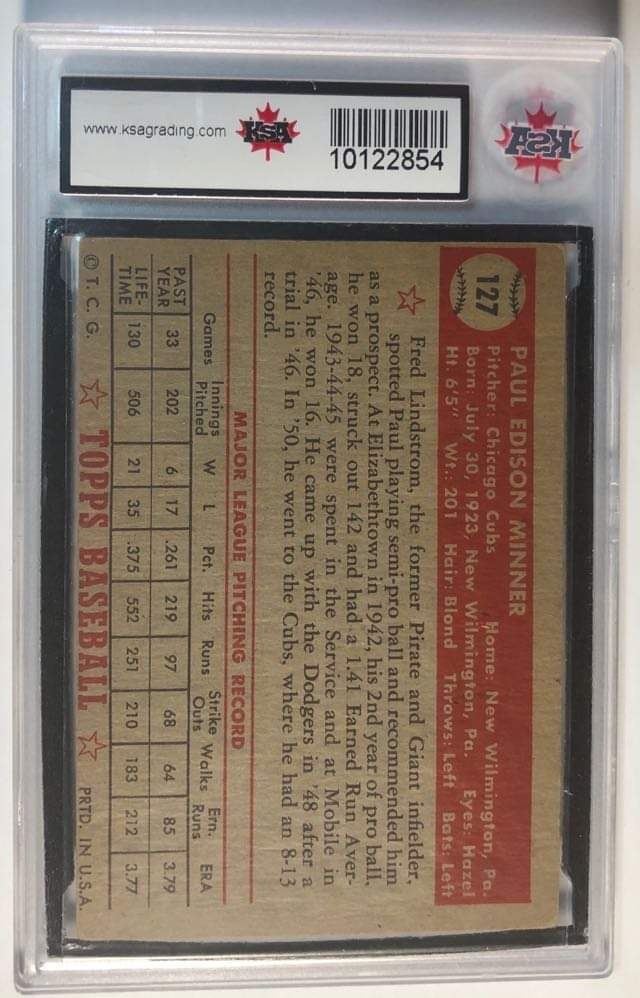 www.ksagrading.com
KSA
10122854
KSA
127
PAUL EDISON MINNER
Pitcher: Chicago Cubs Home: New Wilmington, Pa.
Born: July 30, 1923, New Wilmington, Pa. Eyes: Hazel
Ht. 6'5" Wt.: 201 Hair: Blond Throws: Left Bats: Left
Fred Lindstrom, the former Pirate and Giant infielder,
spotted Paul playing semi-pro ball and recommended him
as a prospect. At Elizabethtown in 1942, his 2nd year of pro ball,
he won 18, struck out 142 and had a 1.41 Earned Run Aver-
age. 1943-44-45 were spent in the Service and at Mobile in
'46, he won 16. He came up with the Dodgers in '48 after a
trial in '46. In '50, he went to the Cubs, where he had an 8-13
record.
MAJOR LEAGUE PITCHING RECORD
Games Innings Pitched W L Pct. Hits Runs Strike Outs Walks Ern. Runs ERA
PAST YEAR 33 202 6 17 .261 219 97 68 64 85 3.79
LIFE-TIME 130 506 21 35 .375 552 251 210 183 212 3.77
© T. C. G. TOPPS BASEBALL PRTD. IN U.S.A.